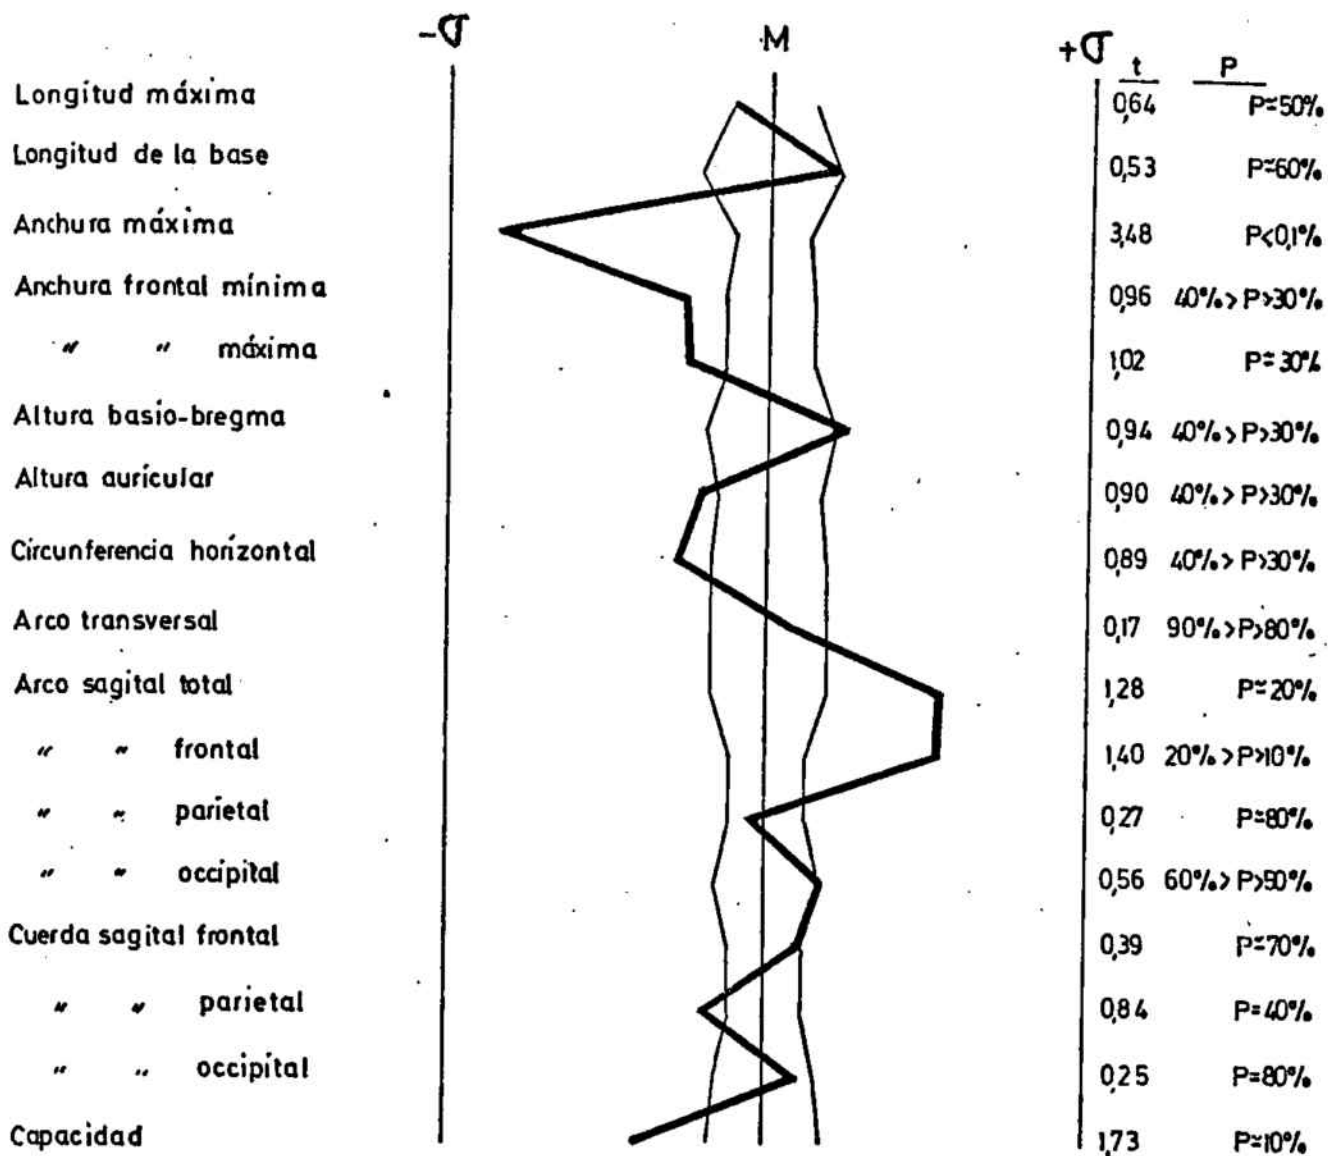 -σ M +σ t P
Longitud máxima 0,64 P≃50%
Longitud de la base 0,53 P≃60%
Anchura máxima 3,48 P<0,1%
Anchura frontal mínima 0,96 40%>P>30%
" " máxima 1,02 P≃30%
Altura basio-bregma 0,94 40%>P>30%
Altura auricular 0,90 40%>P>30%
Circunferencia horizontal 0,89 40%>P>30%
Arco transversal 0,17 90%>P>80%
Arco sagital total 1,28 P≃20%
" " frontal 1,40 20%>P>10%
" " parietal 0,27 P≃80%
" " occipital 0,56 60%>P>50%
Cuerda sagital frontal 0,39 P≃70%
" " parietal 0,84 P=40%
" " occipital 0,25 P=80%
Capacidad 1,73 P≃10%